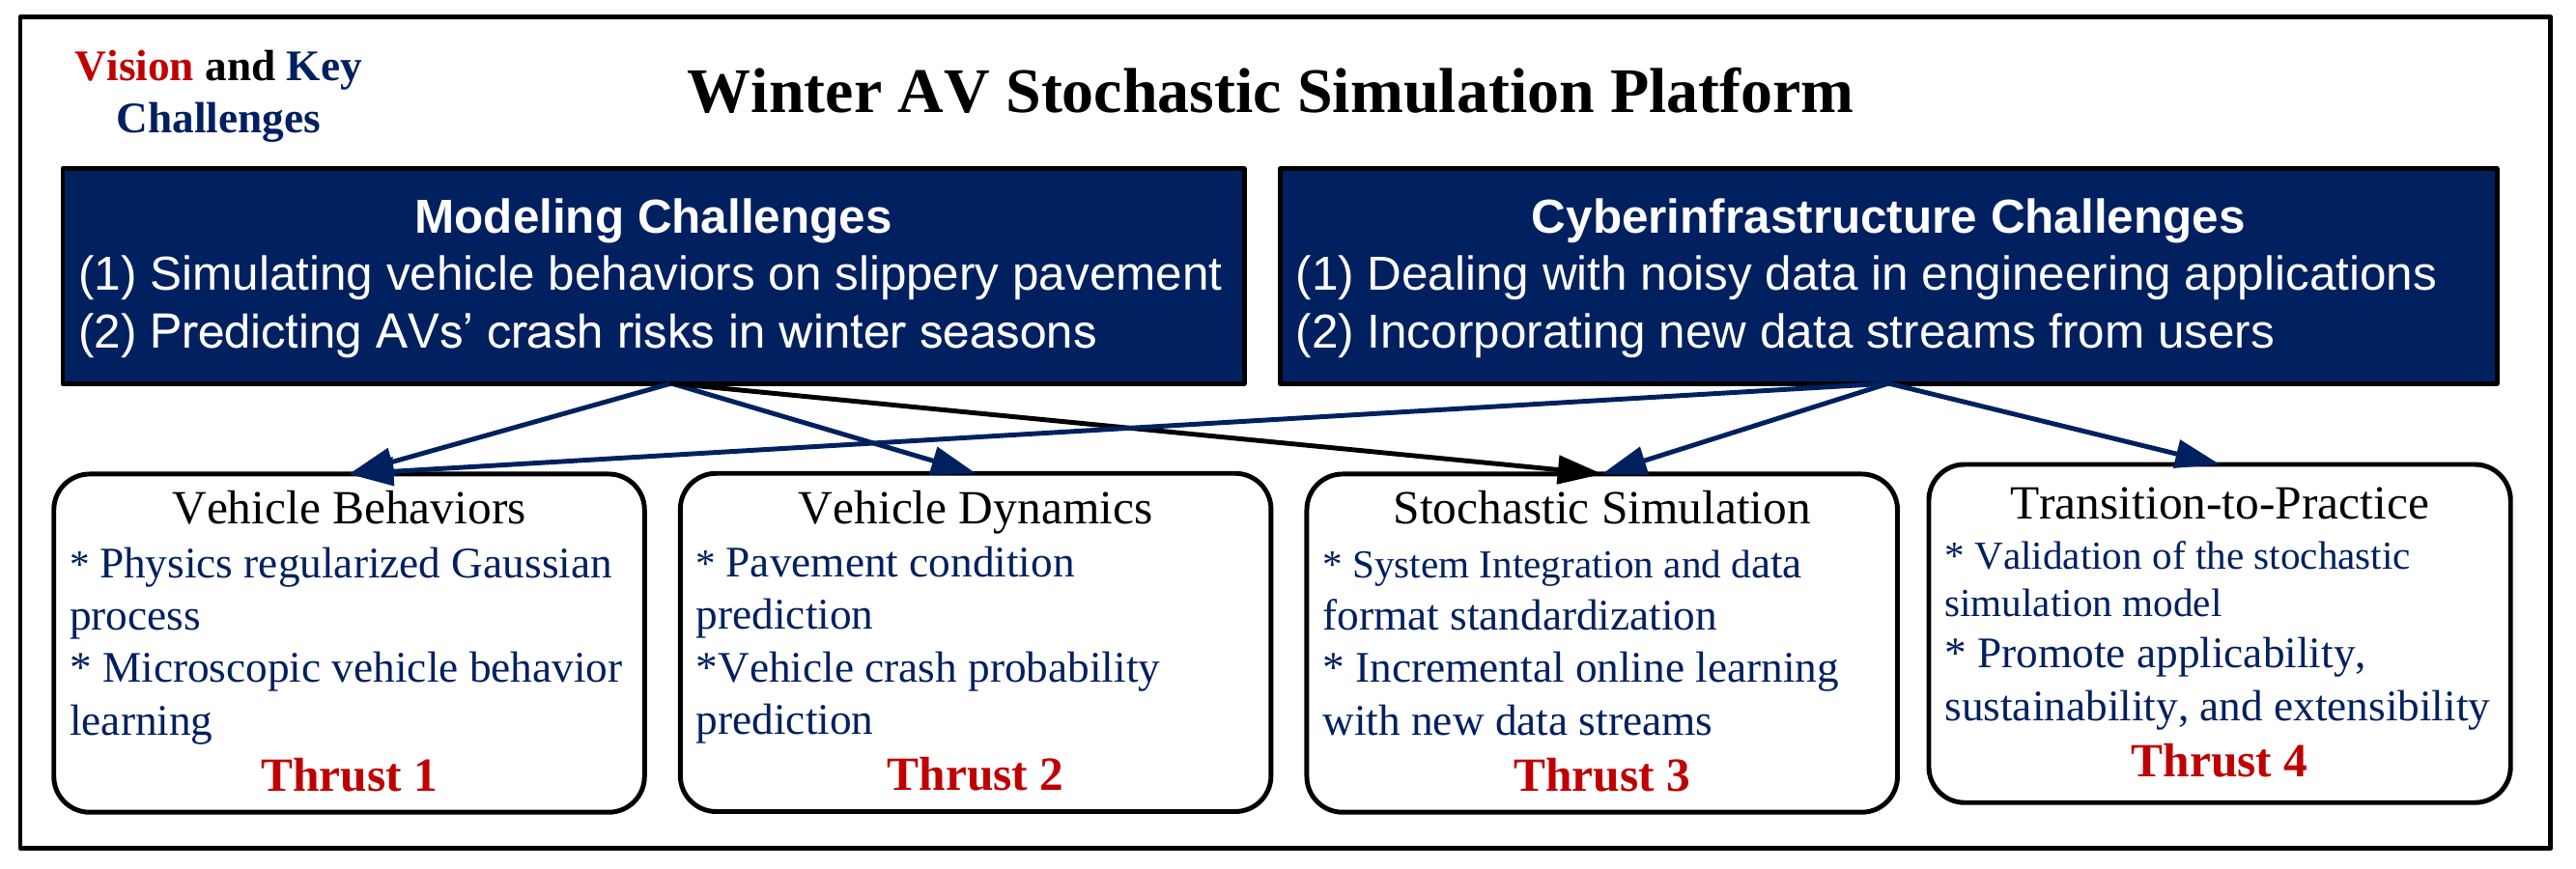 Vision and Key
Challenges
Winter AV Stochastic Simulation Platform
Modeling Challenges
(1) Simulating vehicle behaviors on slippery pavement
(2) Predicting AVs’ crash risks in winter seasons
Cyberinfrastructure Challenges
(1) Dealing with noisy data in engineering applications
(2) Incorporating new data streams from users
Vehicle Behaviors
* Physics regularized Gaussian
process
* Microscopic vehicle behavior
learning
Thrust 1
Vehicle Dynamics
* Pavement condition
prediction
*Vehicle crash probability
prediction
Thrust 2
Stochastic Simulation
* System Integration and data
format standardization
* Incremental online learning
with new data streams
Thrust 3
Transition-to-Practice
* Validation of the stochastic
simulation model
* Promote applicability,
sustainability, and extensibility
Thrust 4